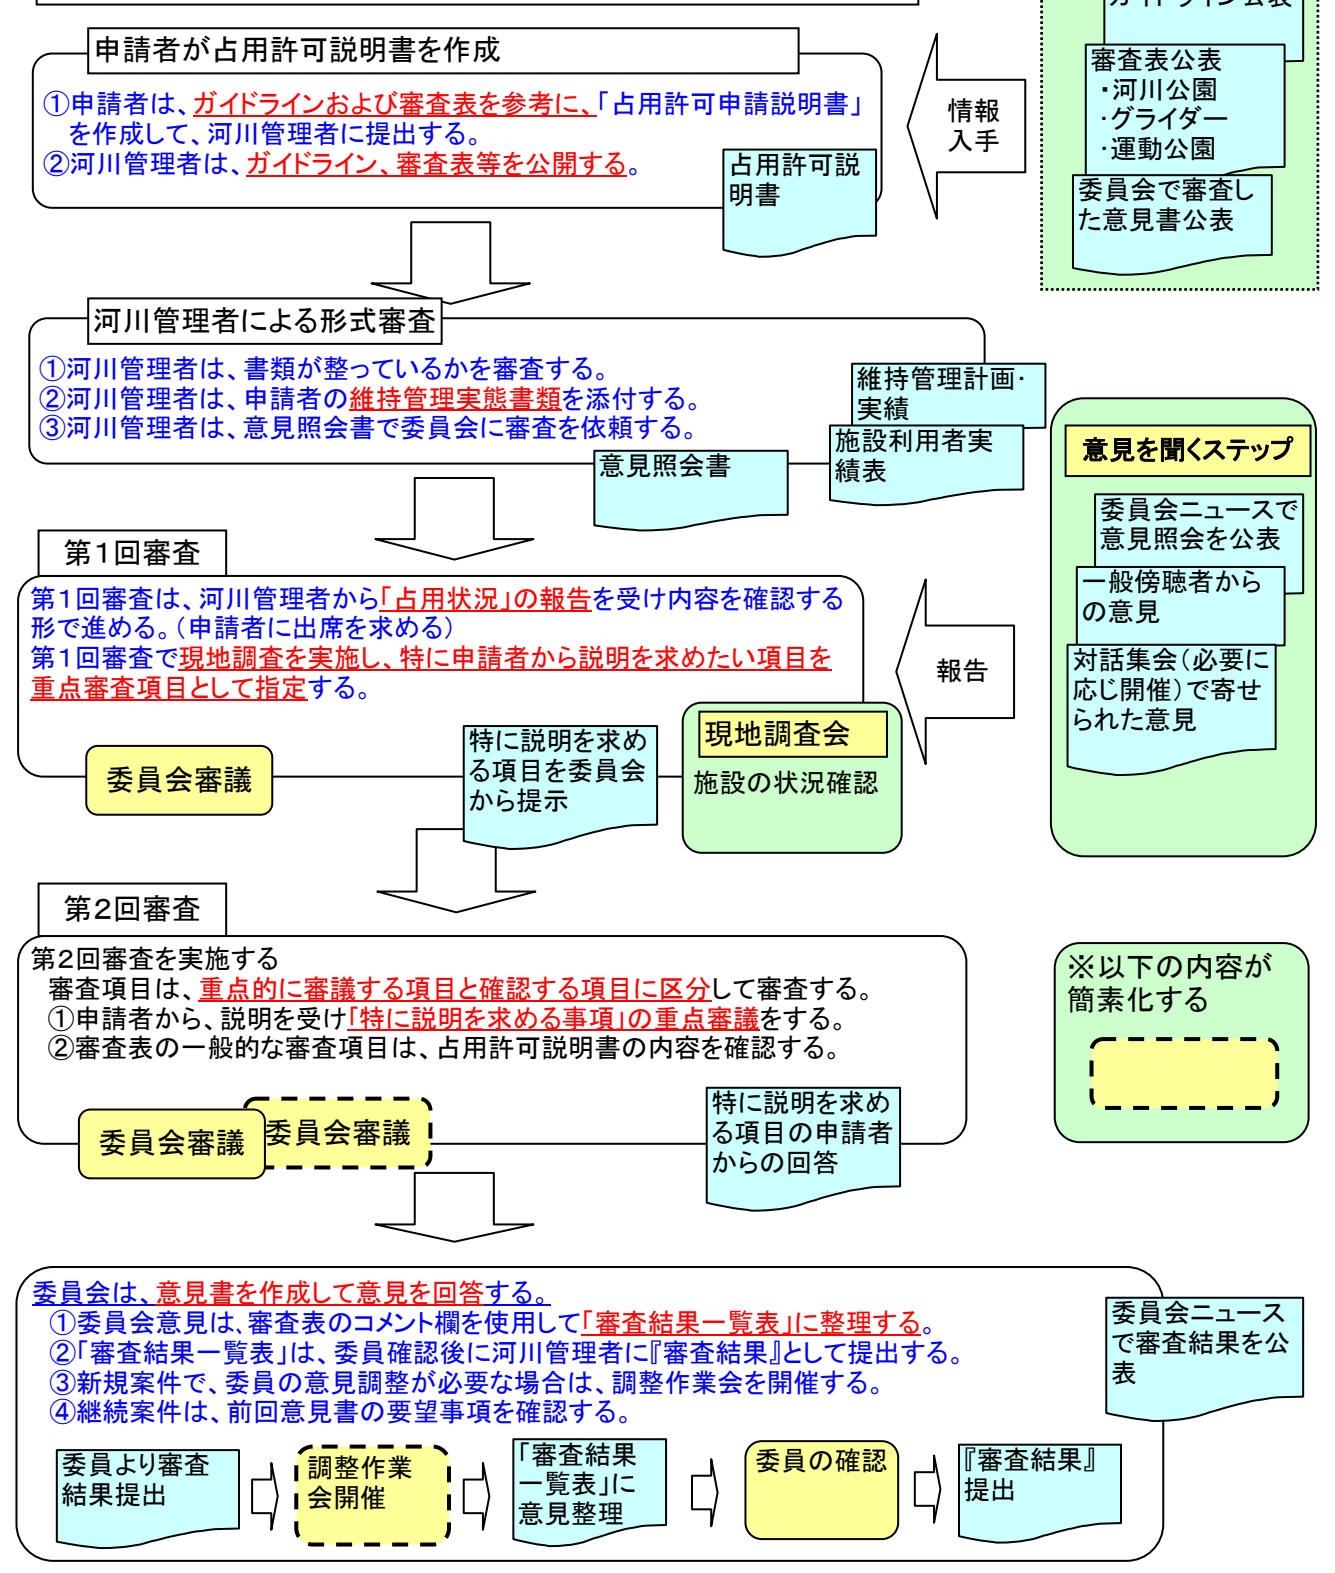 申請者が占用許可説明書を作成
①申請者は、ガイドラインおよび審査表を参考に、「占用許可申請説明書」
を作成して、河川管理者に提出する。
②河川管理者は、ガイドライン、審査表等を公開する。
占用許可説
明書
情報
入手
ガイドライン公表
審査表公表
・河川公園
・グライダー
・運動公園
委員会で審査し
た意見書公表
河川管理者による形式審査
①河川管理者は、書類が整っているかを審査する。
②河川管理者は、申請者の維持管理実態書類を添付する。
③河川管理者は、意見照会書で委員会に審査を依頼する。
維持管理計画・
実績
施設利用者実
績表
意見照会書
意見を聞くステップ
委員会ニュースで
意見照会を公表
一般傍聴者から
の意見
対話集会(必要に
応じ開催)で寄せ
られた意見
報告
第1回審査
第1回審査は、河川管理者から「占用状況」の報告を受け内容を確認する
形で進める。(申請者に出席を求める)
第1回審査で現地調査を実施し、特に申請者から説明を求めたい項目を
重点審査項目として指定する。
委員会審議
特に説明を求め
る項目を委員会
から提示
現地調査会
施設の状況確認
第2回審査
第2回審査を実施する
審査項目は、重点的に審議する項目と確認する項目に区分して審査する。
①申請者から、説明を受け「特に説明を求める事項」の重点審議をする。
②審査表の一般的な審査項目は、占用許可説明書の内容を確認する。
委員会審議
委員会審議
特に説明を求め
る項目の申請者
からの回答
※以下の内容が
簡素化する
委員会は、意見書を作成して意見を回答する。
①委員会意見は、審査表のコメント欄を使用して「審査結果一覧表」に整理する。
②「審査結果一覧表」は、委員確認後に河川管理者に『審査結果』として提出する。
③新規案件で、委員の意見調整が必要な場合は、調整作業会を開催する。
④継続案件は、前回意見書の要望事項を確認する。
委員会ニュース
で審査結果を公
表
委員より審査
結果提出
調整作業
会開催
「審査結果
一覧表」に
意見整理
委員の確認
『審査結果』
提出